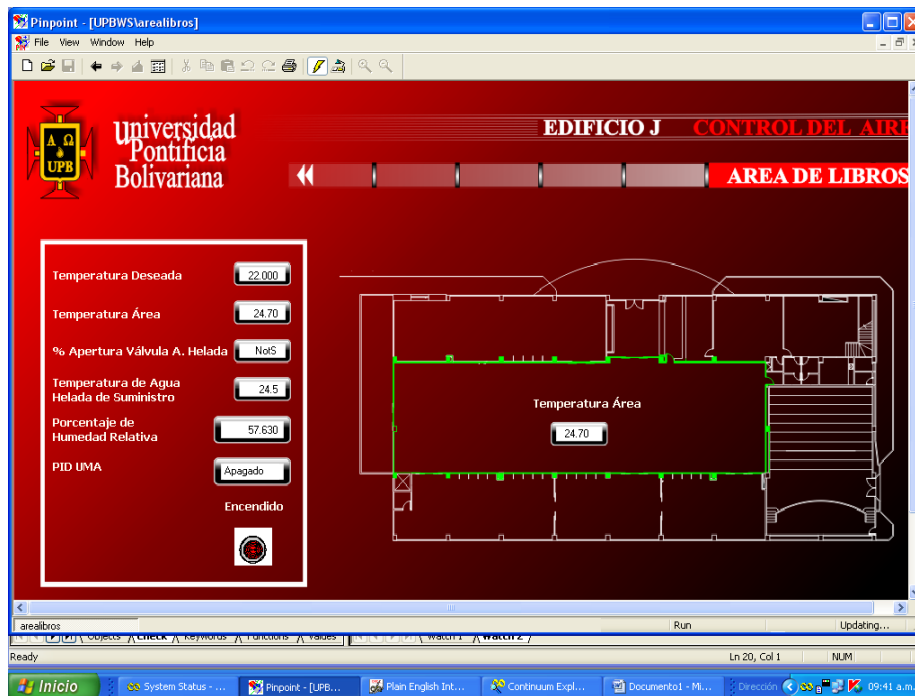 Pinpoint - [UPBWS\arealibros]
File View Window Help
universidad
Pontificia
Bolivariana
A Ω
UPB
EDIFICIO J CONTROL DEL AIRE
AREA DE LIBROS
Temperatura Deseada 22.000
Temperatura Área 24.70
% Apertura Válvula A. Helada NotS
Temperatura de Agua
Helada de Suministro 24.5
Porcentaje de
Humedad Relativa 57.630
PID UMA Apagado
Encendido
Temperatura Área
24.70
arealibros Run Updating...
Objects Check Keywords Functions Values Watch 1 Watch 2
Ready Ln 20, Col 1 NUM
Inicio System Status - ... Pinpoint - [UPB... Plain English Int... Continuum Expl... Documento1 - Mi... Dirección 09:41 a.m.